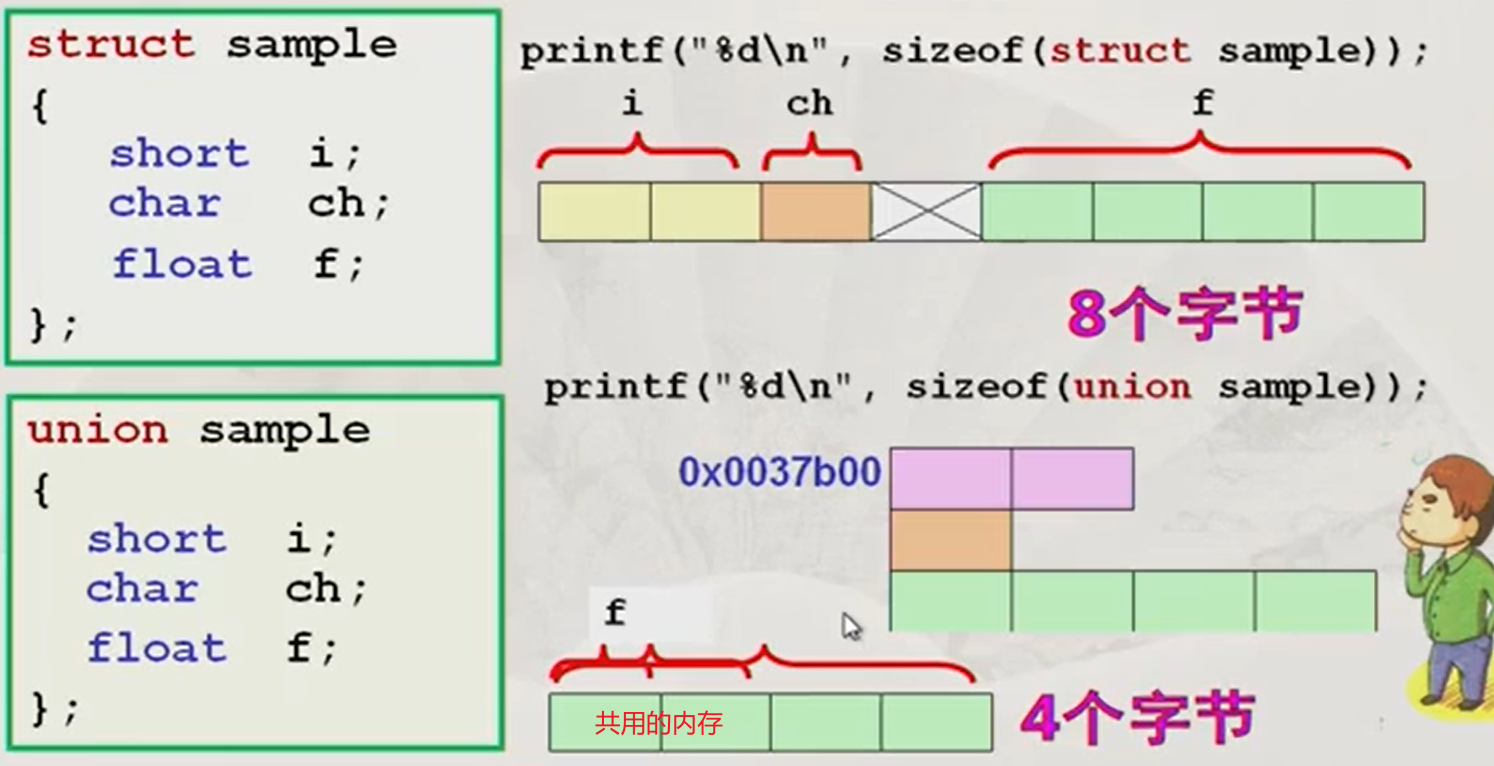 struct sample
{
short i;
char ch;
float f;
};
printf("%d\n", sizeof(struct sample));
i ch f
8个字节
union sample
{
short i;
char ch;
float f;
};
printf("%d\n", sizeof(union sample));
0x0037b00
f
共用的内存
4个字节